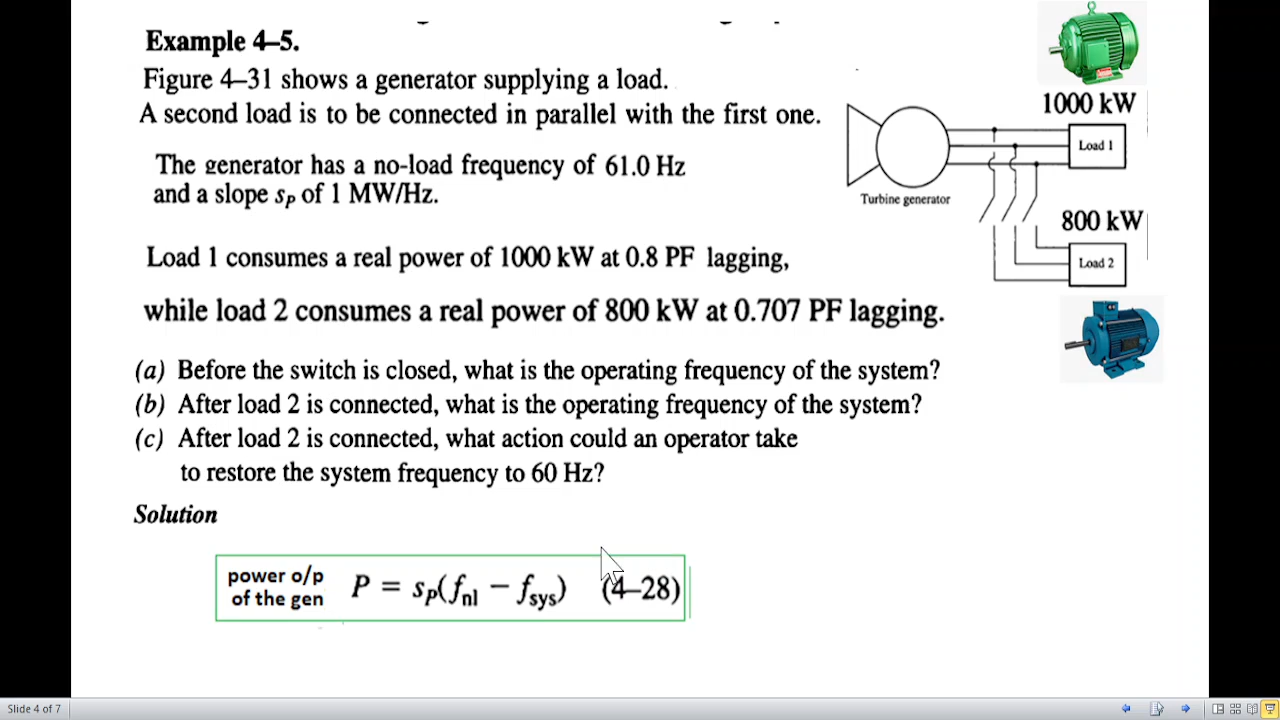 Example 4–5.
Figure 4–31 shows a generator supplying a load.
A second load is to be connected in parallel with the first one.
The generator has a no-load frequency of 61.0 Hz
and a slope sP of 1 MW/Hz.
1000 kW
Load 1
Turbine generator
800 kW
Load 2
Load 1 consumes a real power of 1000 kW at 0.8 PF lagging,
while load 2 consumes a real power of 800 kW at 0.707 PF lagging.
(a) Before the switch is closed, what is the operating frequency of the system?
(b) After load 2 is connected, what is the operating frequency of the system?
(c) After load 2 is connected, what action could an operator take
to restore the system frequency to 60 Hz?
Solution
power o/p
of the gen
P = sP(fnl − fsys) (4–28)
Slide 4 of 7